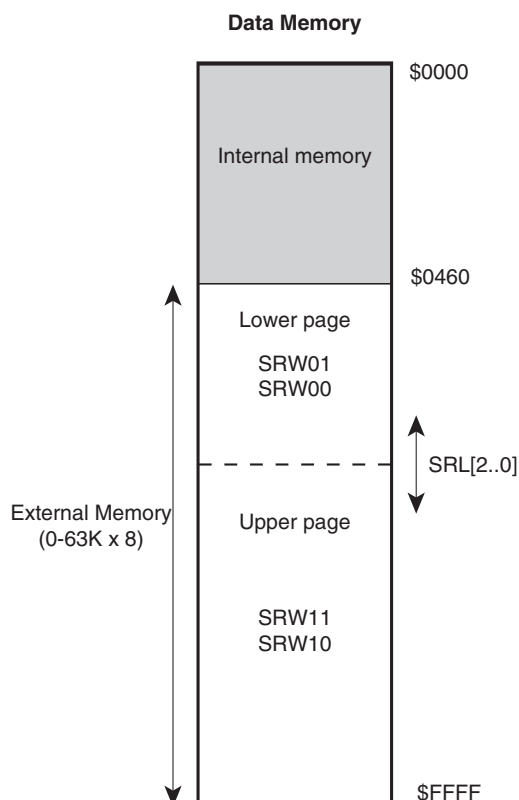 Data Memory
$0000
Internal memory
$0460
Lower page
SRW01
SRW00
SRL[2..0]
External Memory
(0-63K x 8)
Upper page
SRW11
SRW10
$FFFF